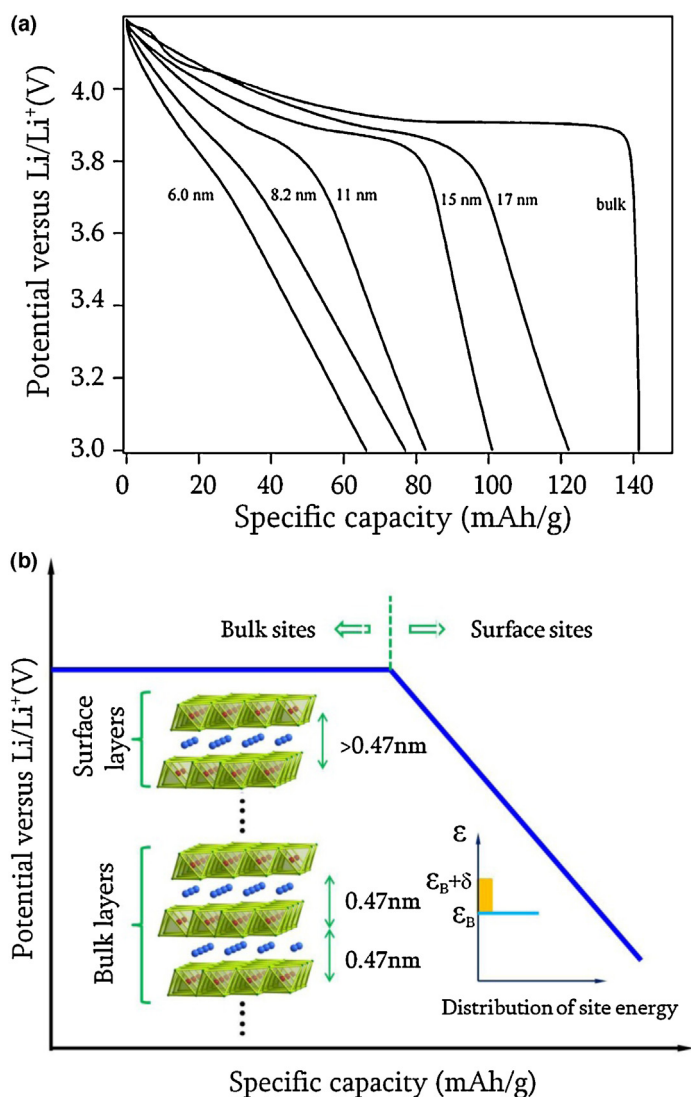 (a)
Potential versus Li/Li⁺(V)
4.0
3.8
3.6
3.4
3.2
3.0
6.0 nm
8.2 nm
11 nm
15 nm
17 nm
bulk
0
20
40
60
80
100
120
140
Specific capacity (mAh/g)
(b)
Potential versus Li/Li⁺(V)
Bulk sites
Surface sites
Surface
layers
>0.47nm
Bulk layers
0.47nm
0.47nm
ε
ε_B+δ
ε_B
Distribution of site energy
Specific capacity (mAh/g)